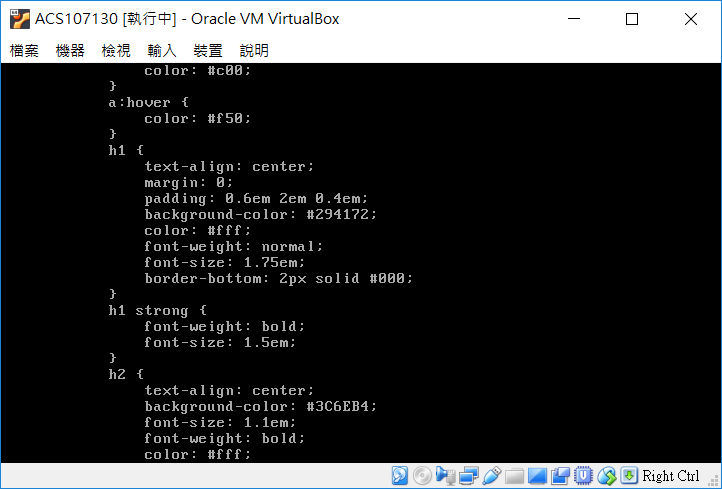 ACS107130 [執行中] - Oracle VM VirtualBox
檔案 機器 檢視 輸入 裝置 說明
color: #c00;
}
a:hover {
color: #f50;
}
h1 {
text-align: center;
margin: 0;
padding: 0.6em 2em 0.4em;
background-color: #294172;
color: #fff;
font-weight: normal;
font-size: 1.75em;
border-bottom: 2px solid #000;
}
h1 strong {
font-weight: bold;
font-size: 1.5em;
}
h2 {
text-align: center;
background-color: #3C6EB4;
font-size: 1.1em;
font-weight: bold;
color: #fff;
Right Ctrl